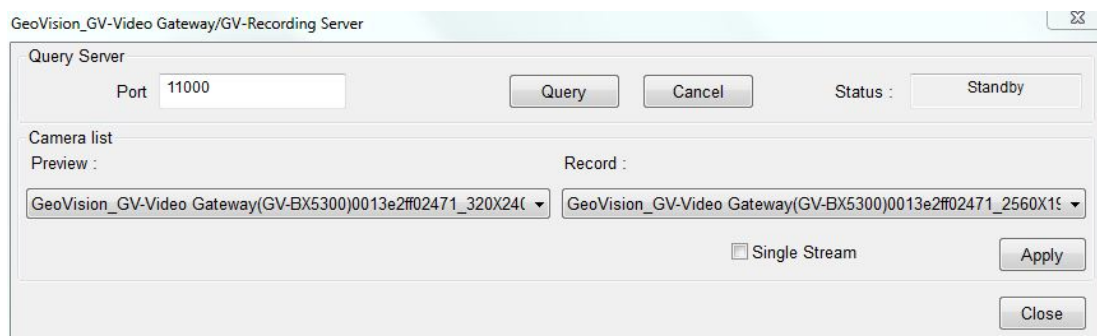 GeoVision_GV-Video Gateway/GV-Recording Server
Query Server
Port 11000 Query Cancel Status : Standby
Camera list
Preview : Record :
GeoVision_GV-Video Gateway(GV-BX5300)0013e2ff02471_320X24( GeoVision_GV-Video Gateway(GV-BX5300)0013e2ff02471_2560X19
Single Stream Apply
Close